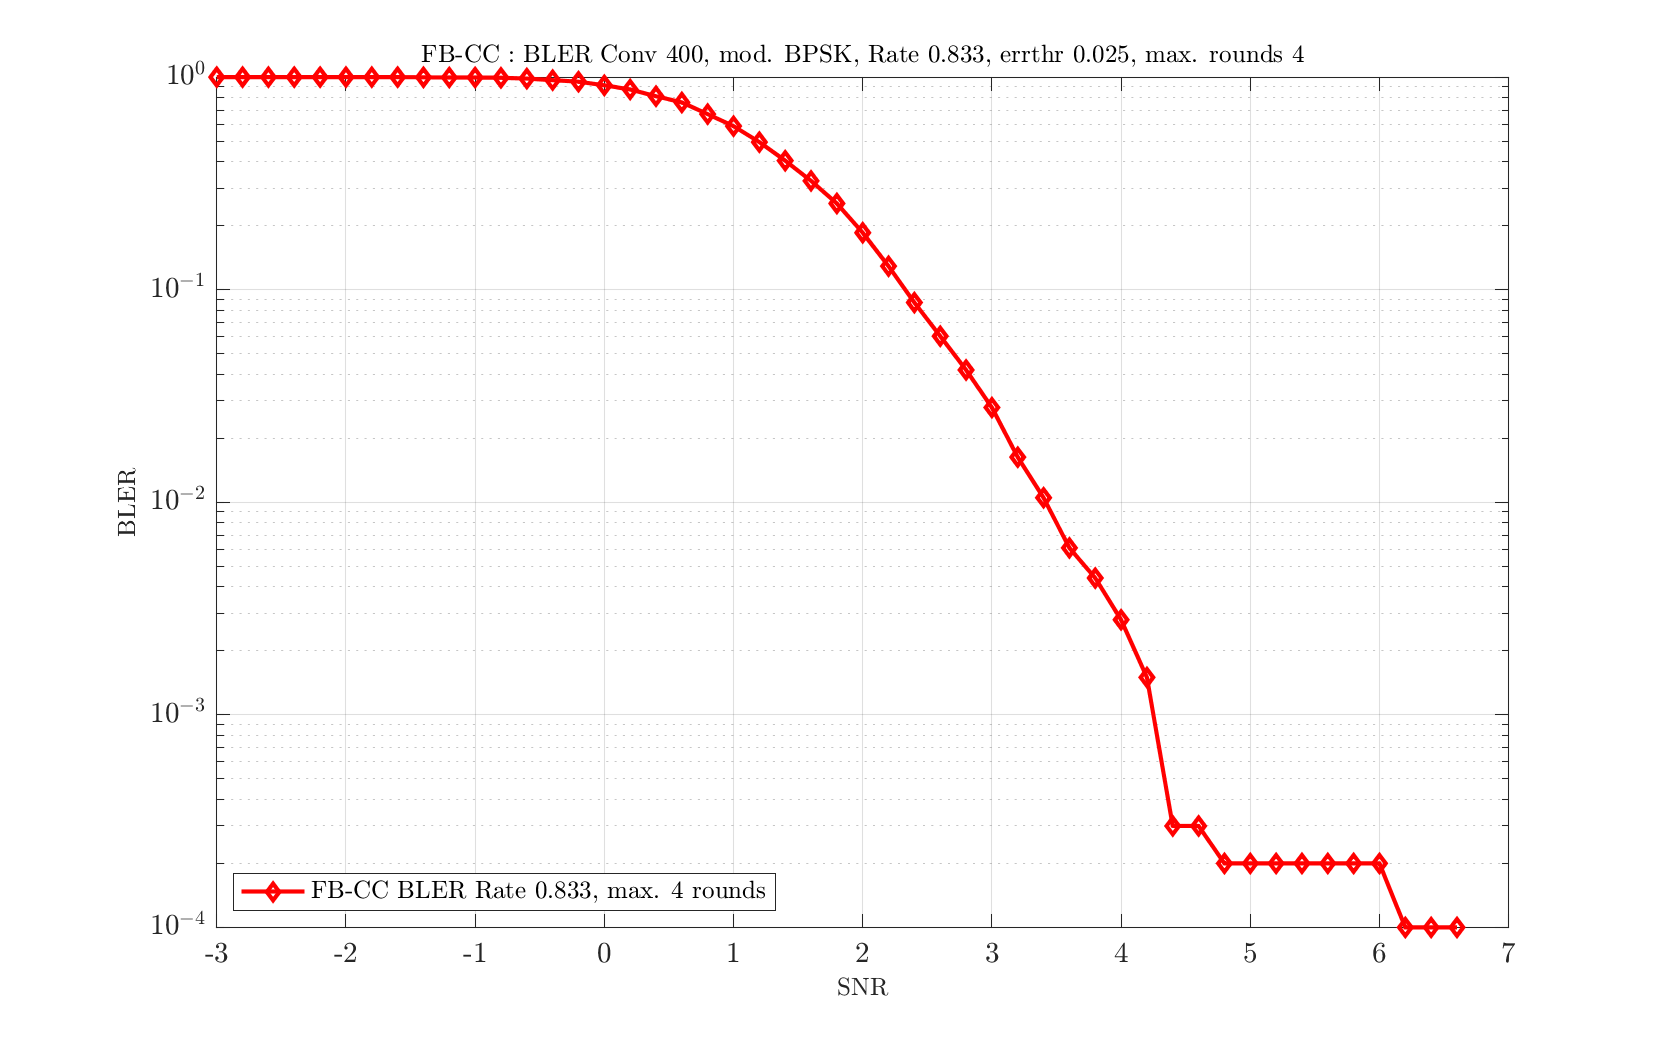 FB-CC : BLER Conv 400, mod. BPSK, Rate 0.833, errthr 0.025, max. rounds 4
10^0
10^−1
10^−2
10^−3
10^−4
BLER
FB-CC BLER Rate 0.833, max. 4 rounds
-3 -2 -1 0 1 2 3 4 5 6 7
SNR